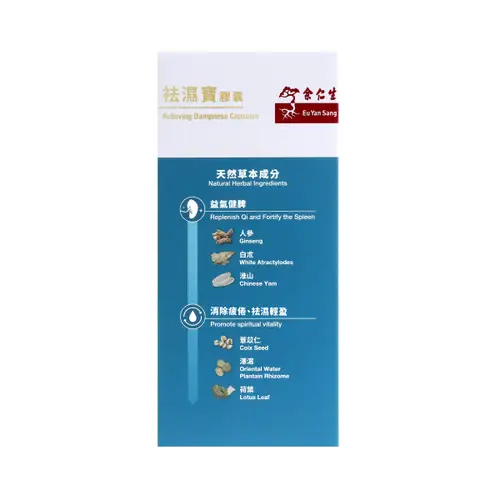 祛濕寶膠囊
Relieving Dampness Capsules
余仁生
Eu Yan Sang
天然草本成分
Natural Herbal Ingredients
益氣健脾
Replenish Qi and Fortify the Spleen
人參
Ginseng
白朮
White Atractylodes
淮山
Chinese Yam
消除疲倦、祛濕輕盈
Promote spiritual vitality
薏苡仁
Coix Seed
澤瀉
Oriental Water
Plantain Rhizome
荷葉
Lotus Leaf